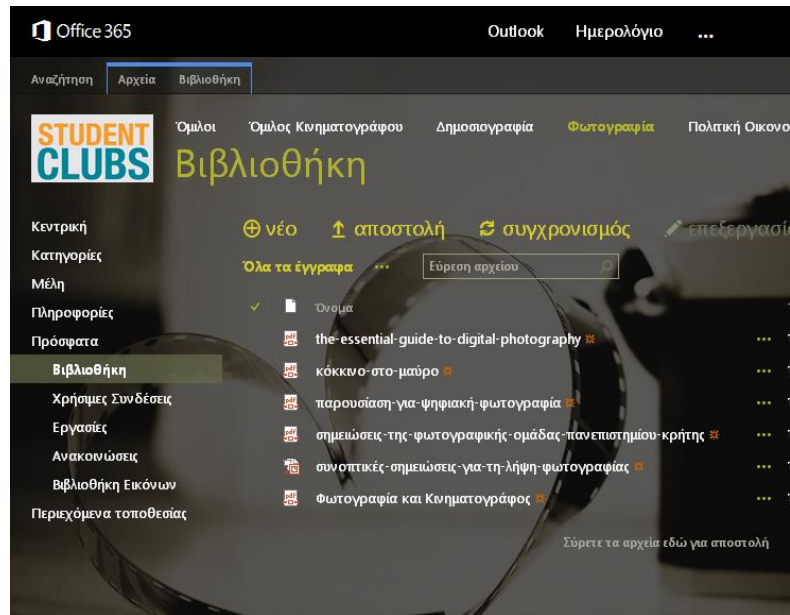 Office 365
Outlook Ημερολόγιο ...
Αναζήτηση Αρχεία Βιβλιοθήκη
STUDENT CLUBS
Όμιλοι Όμιλος Κινηματογράφου Δημοσιογραφία Φωτογραφία Πολιτική Οικονο
Βιβλιοθήκη
Κεντρική
Κατηγορίες
Μέλη
Πληροφορίες
Πρόσφατα
Βιβλιοθήκη
Χρήσιμες Συνδέσεις
Εργασίες
Ανακοινώσεις
Βιβλιοθήκη Εικόνων
Περιεχόμενα τοποθεσίας
νέο αποστολή συγχρονισμός επεξεργασί
Όλα τα έγγραφα ... Εύρεση αρχείου
Όνομα
the-essential-guide-to-digital-photography ...
κόκκινο-στο-μαύρο ...
παρουσίαση-για-ψηφιακή-φωτογραφία ...
σημειώσεις-της-φωτογραφικής-ομάδας-πανεπιστημίου-κρήτης ...
συνοπτικές-σημειώσεις-για-τη-λήψη-φωτογραφίας ...
Φωτογραφία και Κινηματογράφος ...
Σύρετε τα αρχεία εδώ για αποστολή